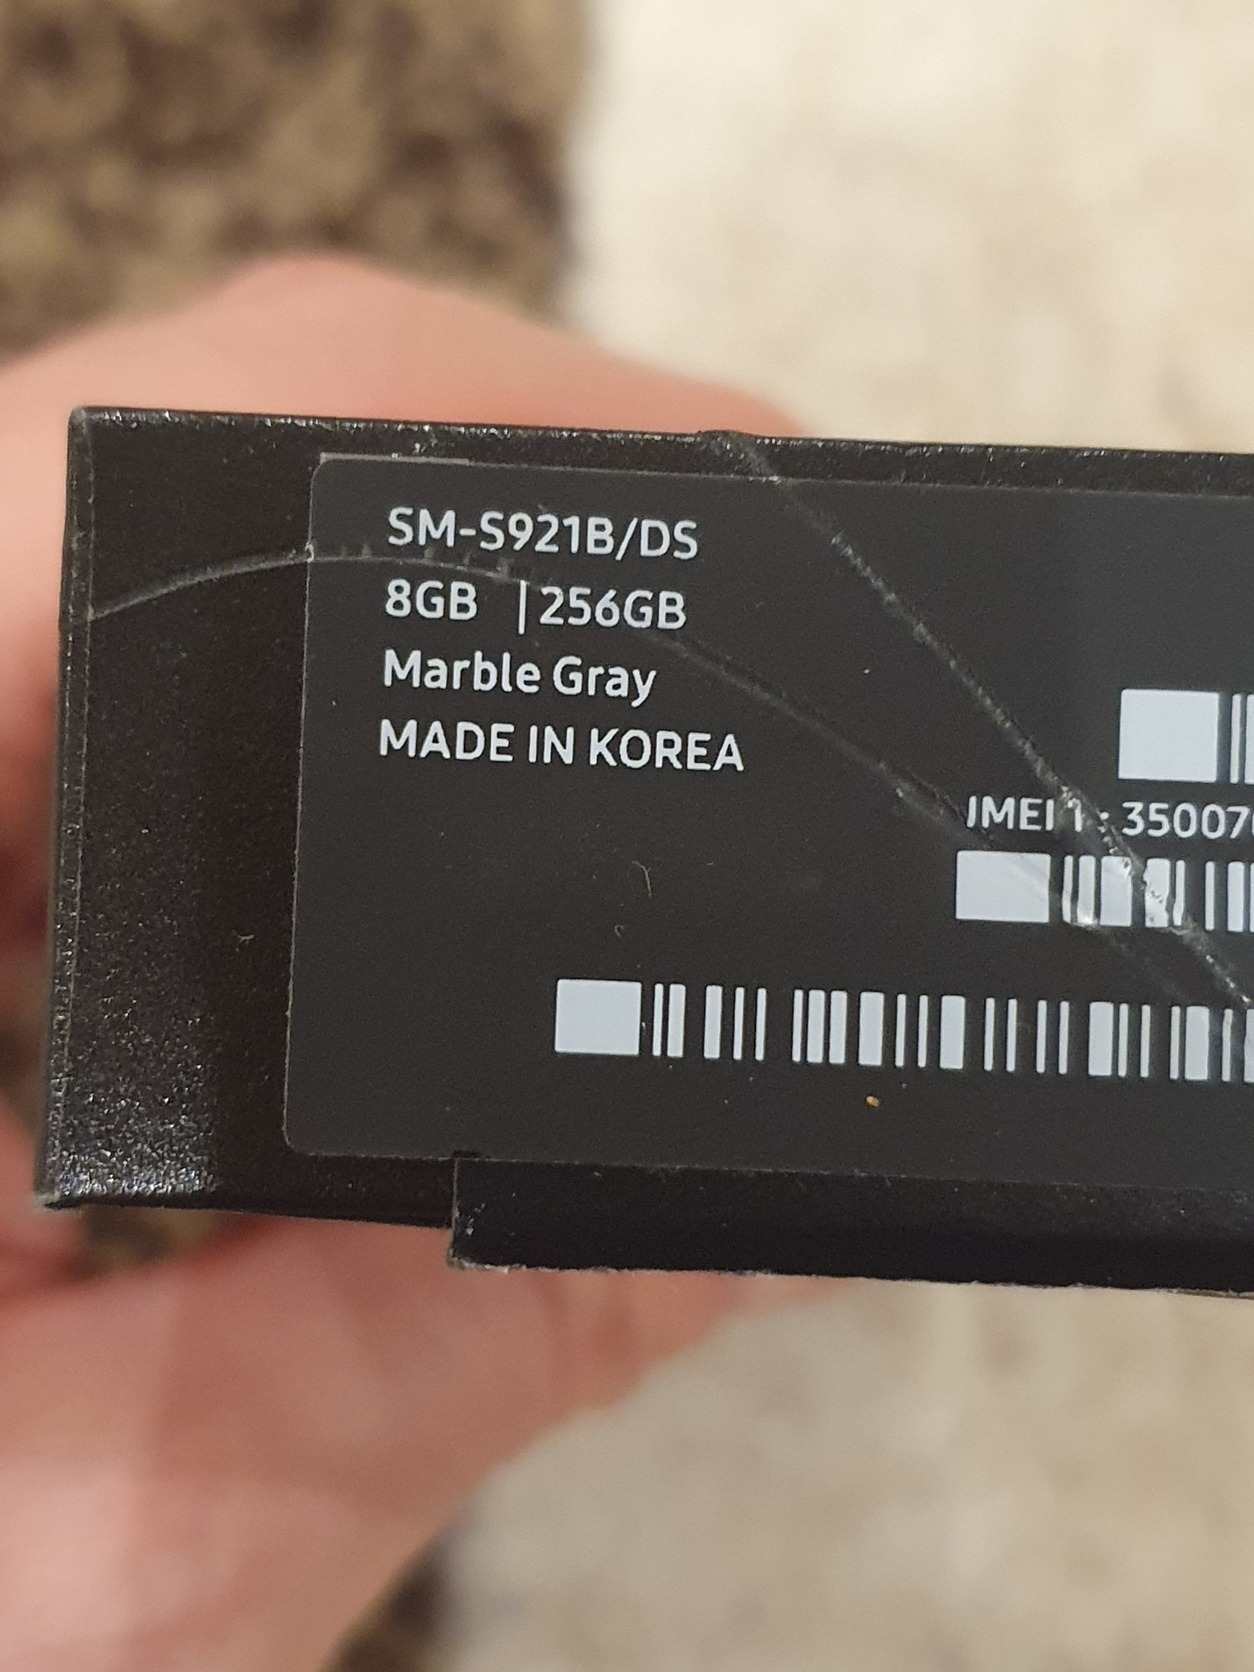 SM-S921B/DS
8GB | 256GB
Marble Gray
MADE IN KOREA
IMEI 1 : 35007